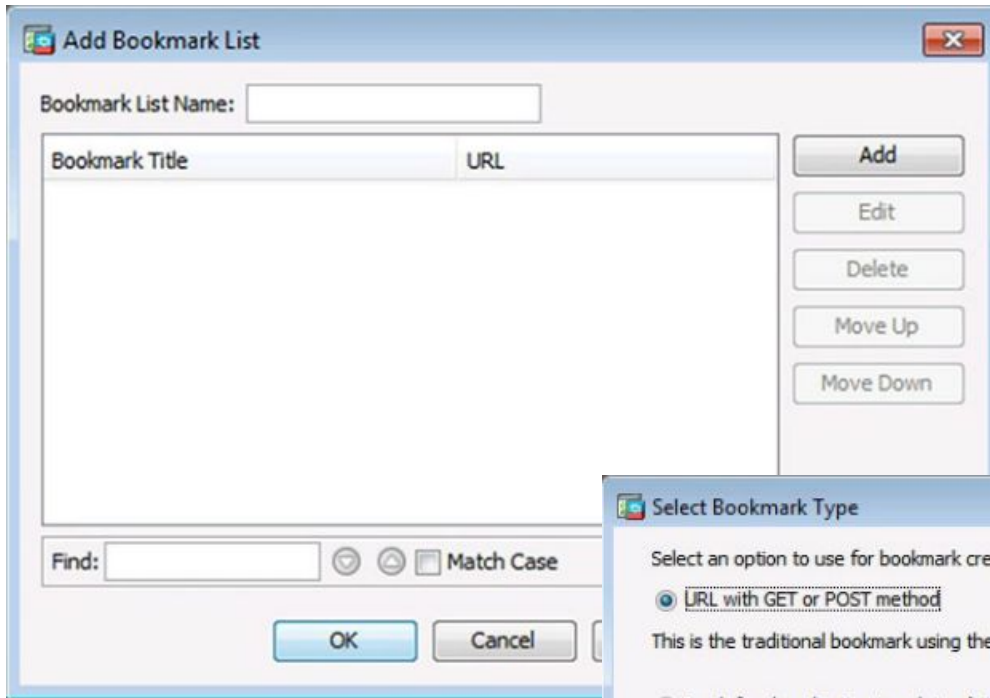 Add Bookmark List
Bookmark List Name:
Bookmark Title URL
Add
Edit
Delete
Move Up
Move Down
Find: Match Case
OK Cancel
Select Bookmark Type
Select an option to use for bookmark cre
URL with GET or POST method
This is the traditional bookmark using the